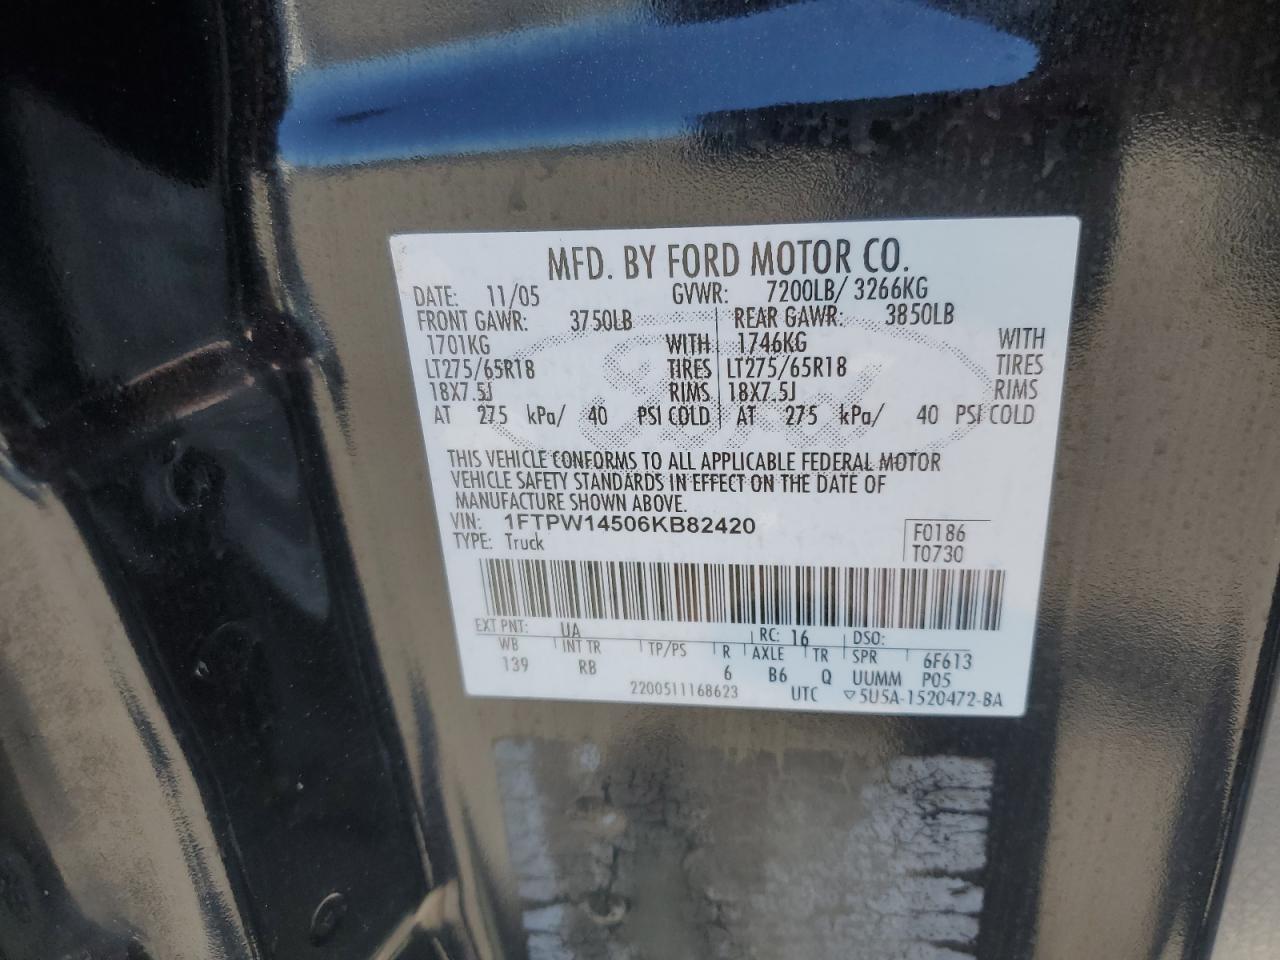 MFD. BY FORD MOTOR CO.
DATE: 11/05 GVWR: 7200LB/ 3266KG
FRONT GAWR: 3750LB REAR GAWR: 3850LB
1701KG WITH 1746KG WITH
LT275/65R18 TIRES LT275/65R18 TIRES
18X7.5J RIMS 18X7.5J RIMS
AT 275 kPa/ 40 PSI COLD AT 275 kPa/ 40 PSI COLD
THIS VEHICLE CONFORMS TO ALL APPLICABLE FEDERAL MOTOR
VEHICLE SAFETY STANDARDS IN EFFECT ON THE DATE OF
MANUFACTURE SHOWN ABOVE.
VIN: 1FTPW14506KB82420 F0186
TYPE: Truck T0730
EXT PNT: UA RC: 16 DSO:
WB INT TR TP/PS R AXLE TR SPR 6F613
139 RB 6 B6 Q UUMM P05
2200511168623 UTC ▽5U5A-1520472-BA